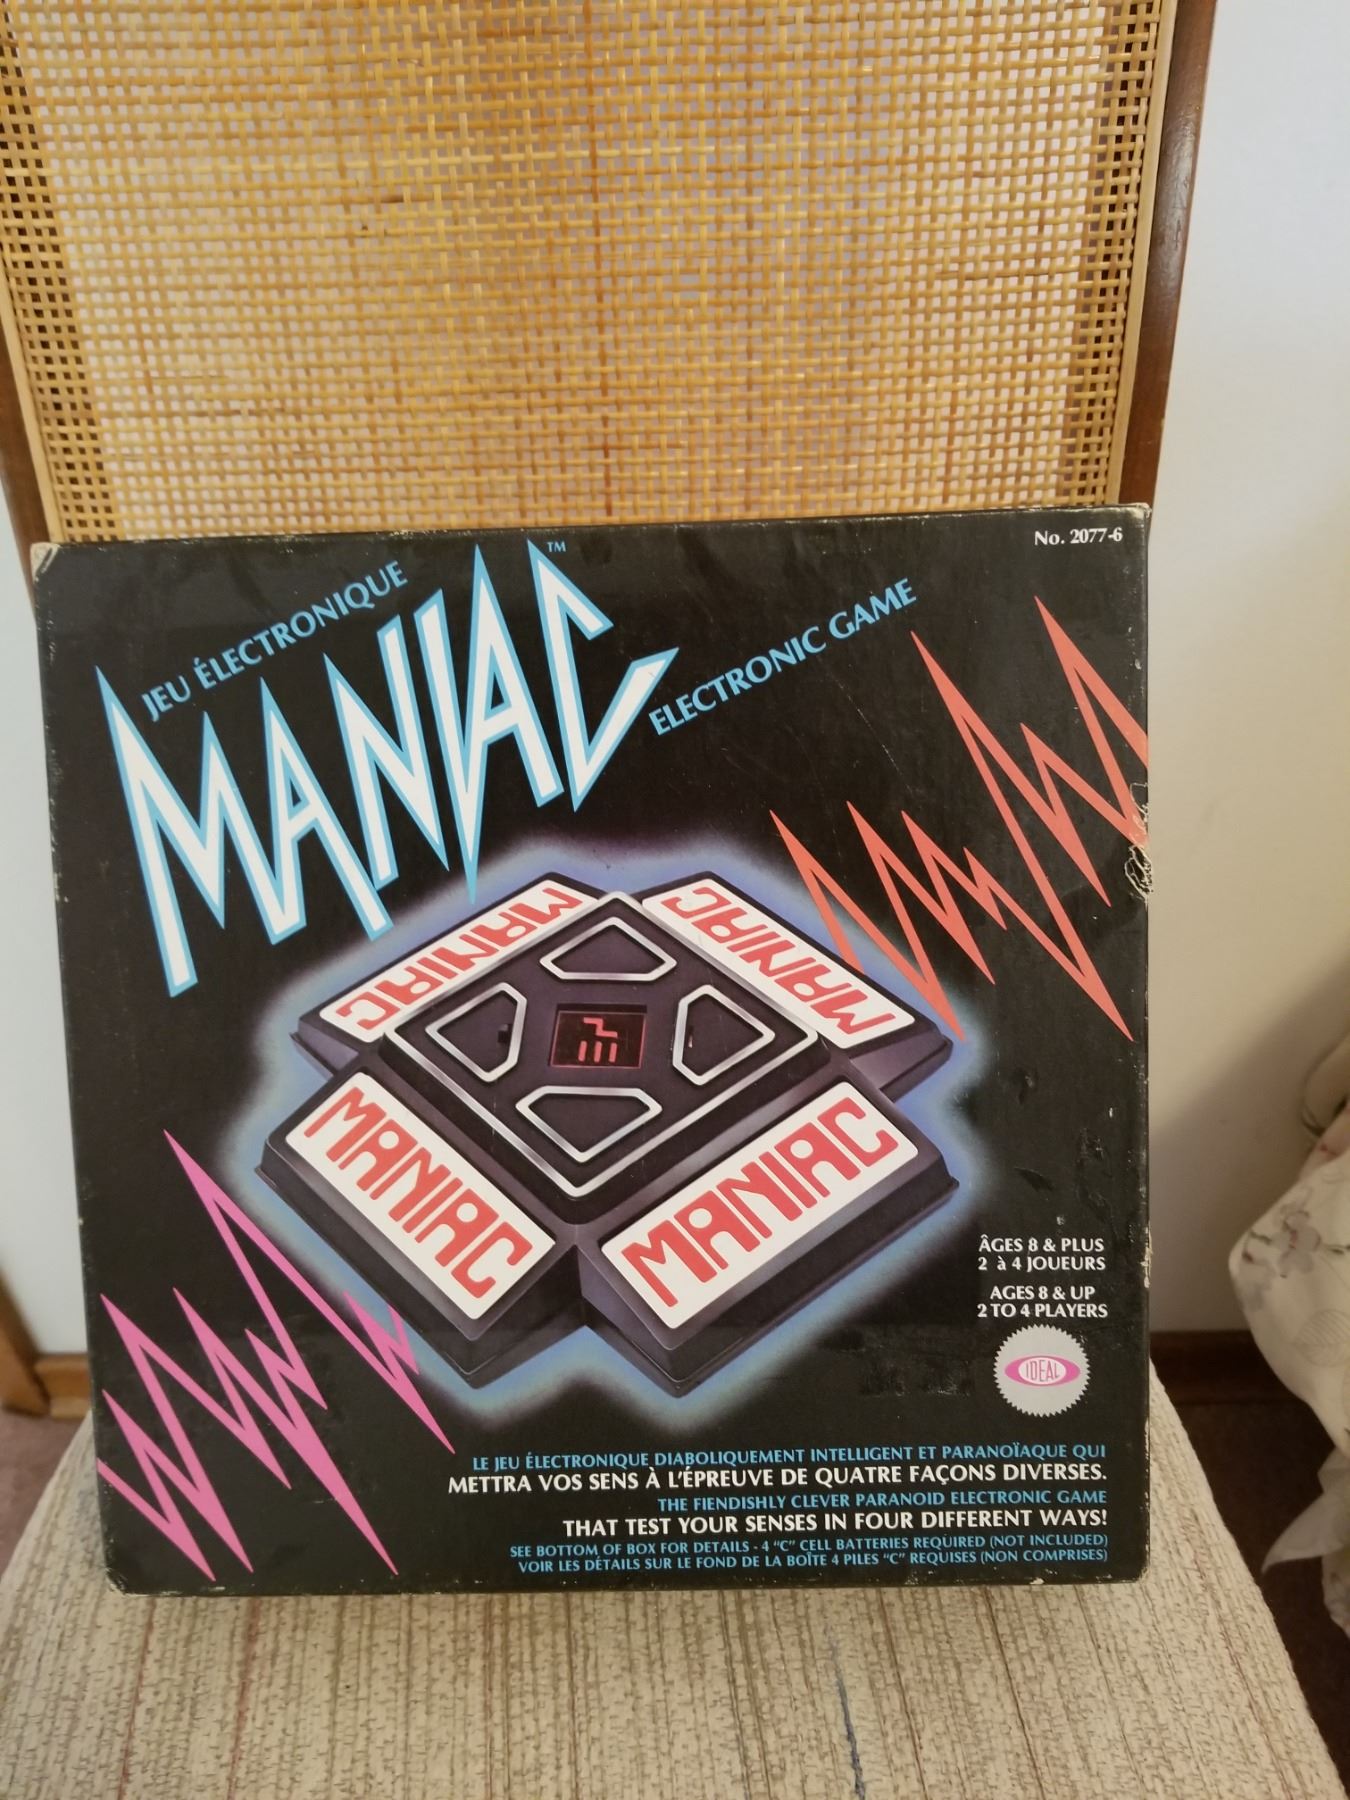 No. 2077-6
JEU ÉLECTRONIQUE
MANIAC™
ELECTRONIC GAME
MANIAC
MANIAC
MANIAC
MANIAC
ÂGES 8 & PLUS
2 à 4 JOUEURS
AGES 8 & UP
2 TO 4 PLAYERS
IDEAL
LE JEU ÉLECTRONIQUE DIABOLIQUEMENT INTELLIGENT ET PARANOÏAQUE QUI
METTRA VOS SENS À L'ÉPREUVE DE QUATRE FAÇONS DIVERSES.
THE FIENDISHLY CLEVER PARANOID ELECTRONIC GAME
THAT TEST YOUR SENSES IN FOUR DIFFERENT WAYS!
SEE BOTTOM OF BOX FOR DETAILS - 4 "C" CELL BATTERIES REQUIRED (NOT INCLUDED)
VOIR LES DÉTAILS SUR LE FOND DE LA BOÎTE 4 PILES "C" REQUISES (NON COMPRISES)